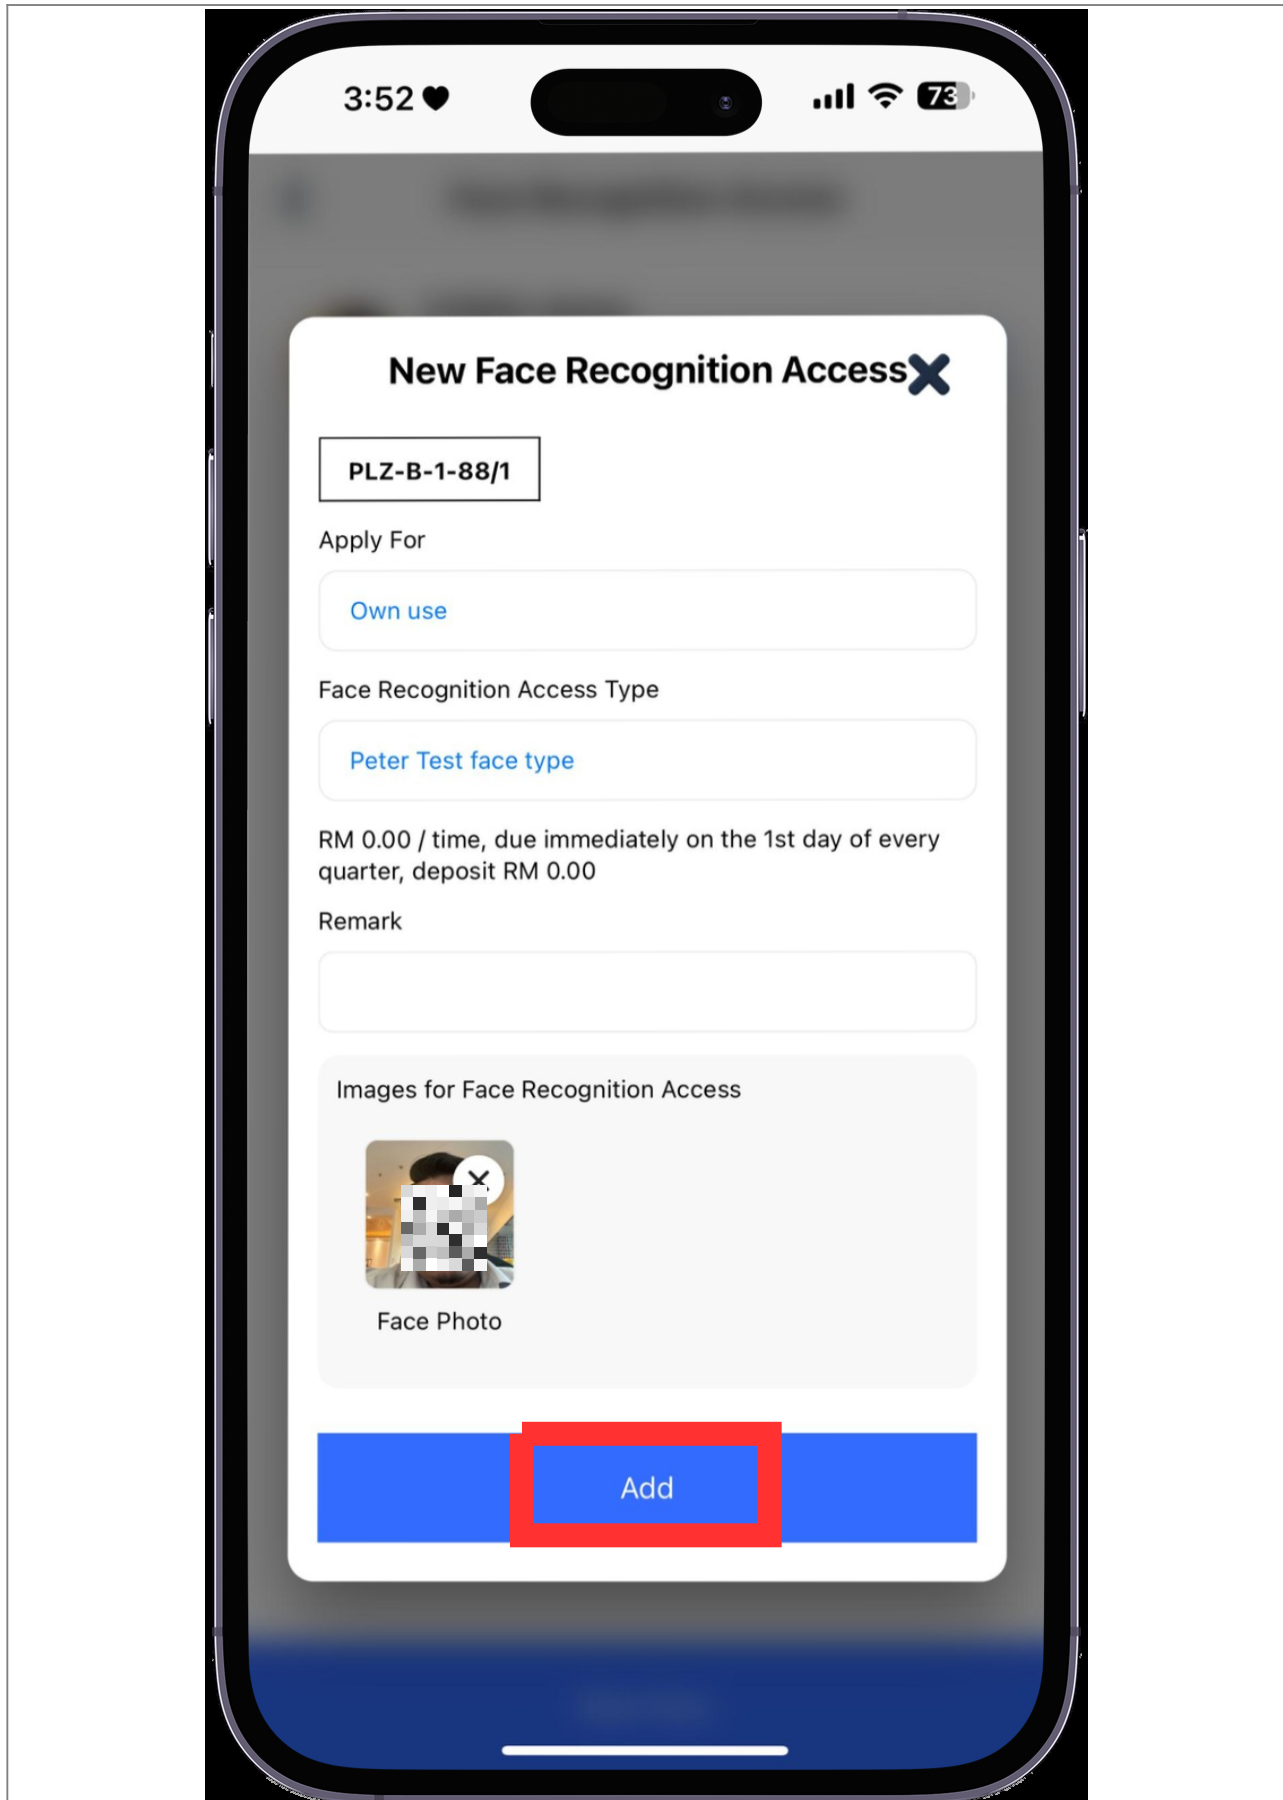 3:52
73
New Face Recognition Access
PLZ-B-1-88/1
Apply For
Own use
Face Recognition Access Type
Peter Test face type
RM 0.00 / time, due immediately on the 1st day of every
quarter, deposit RM 0.00
Remark
Images for Face Recognition Access
Face Photo
Add